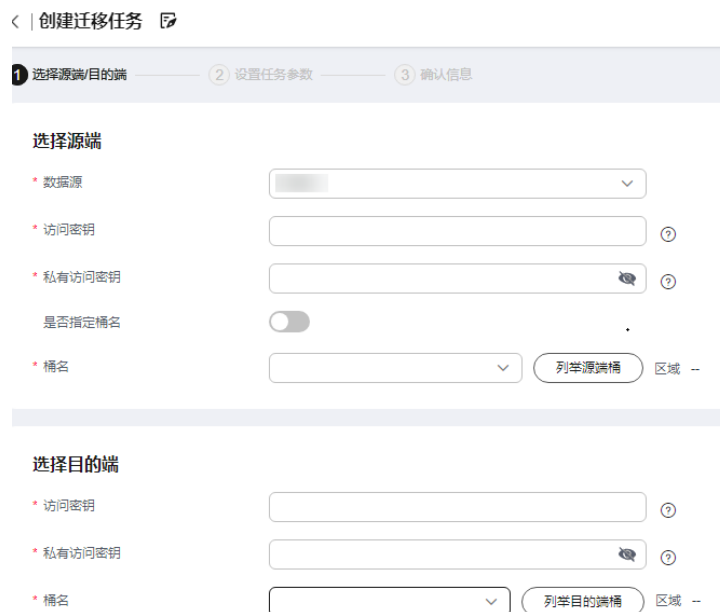 创建迁移任务
1 选择源端/目的端 2 设置任务参数 3 确认信息
选择源端
* 数据源
* 访问密钥
* 私有访问密钥
是否指定桶名
* 桶名 列举源端桶 区域 --
选择目的端
* 访问密钥
* 私有访问密钥
* 桶名 列举目的端桶 区域 --